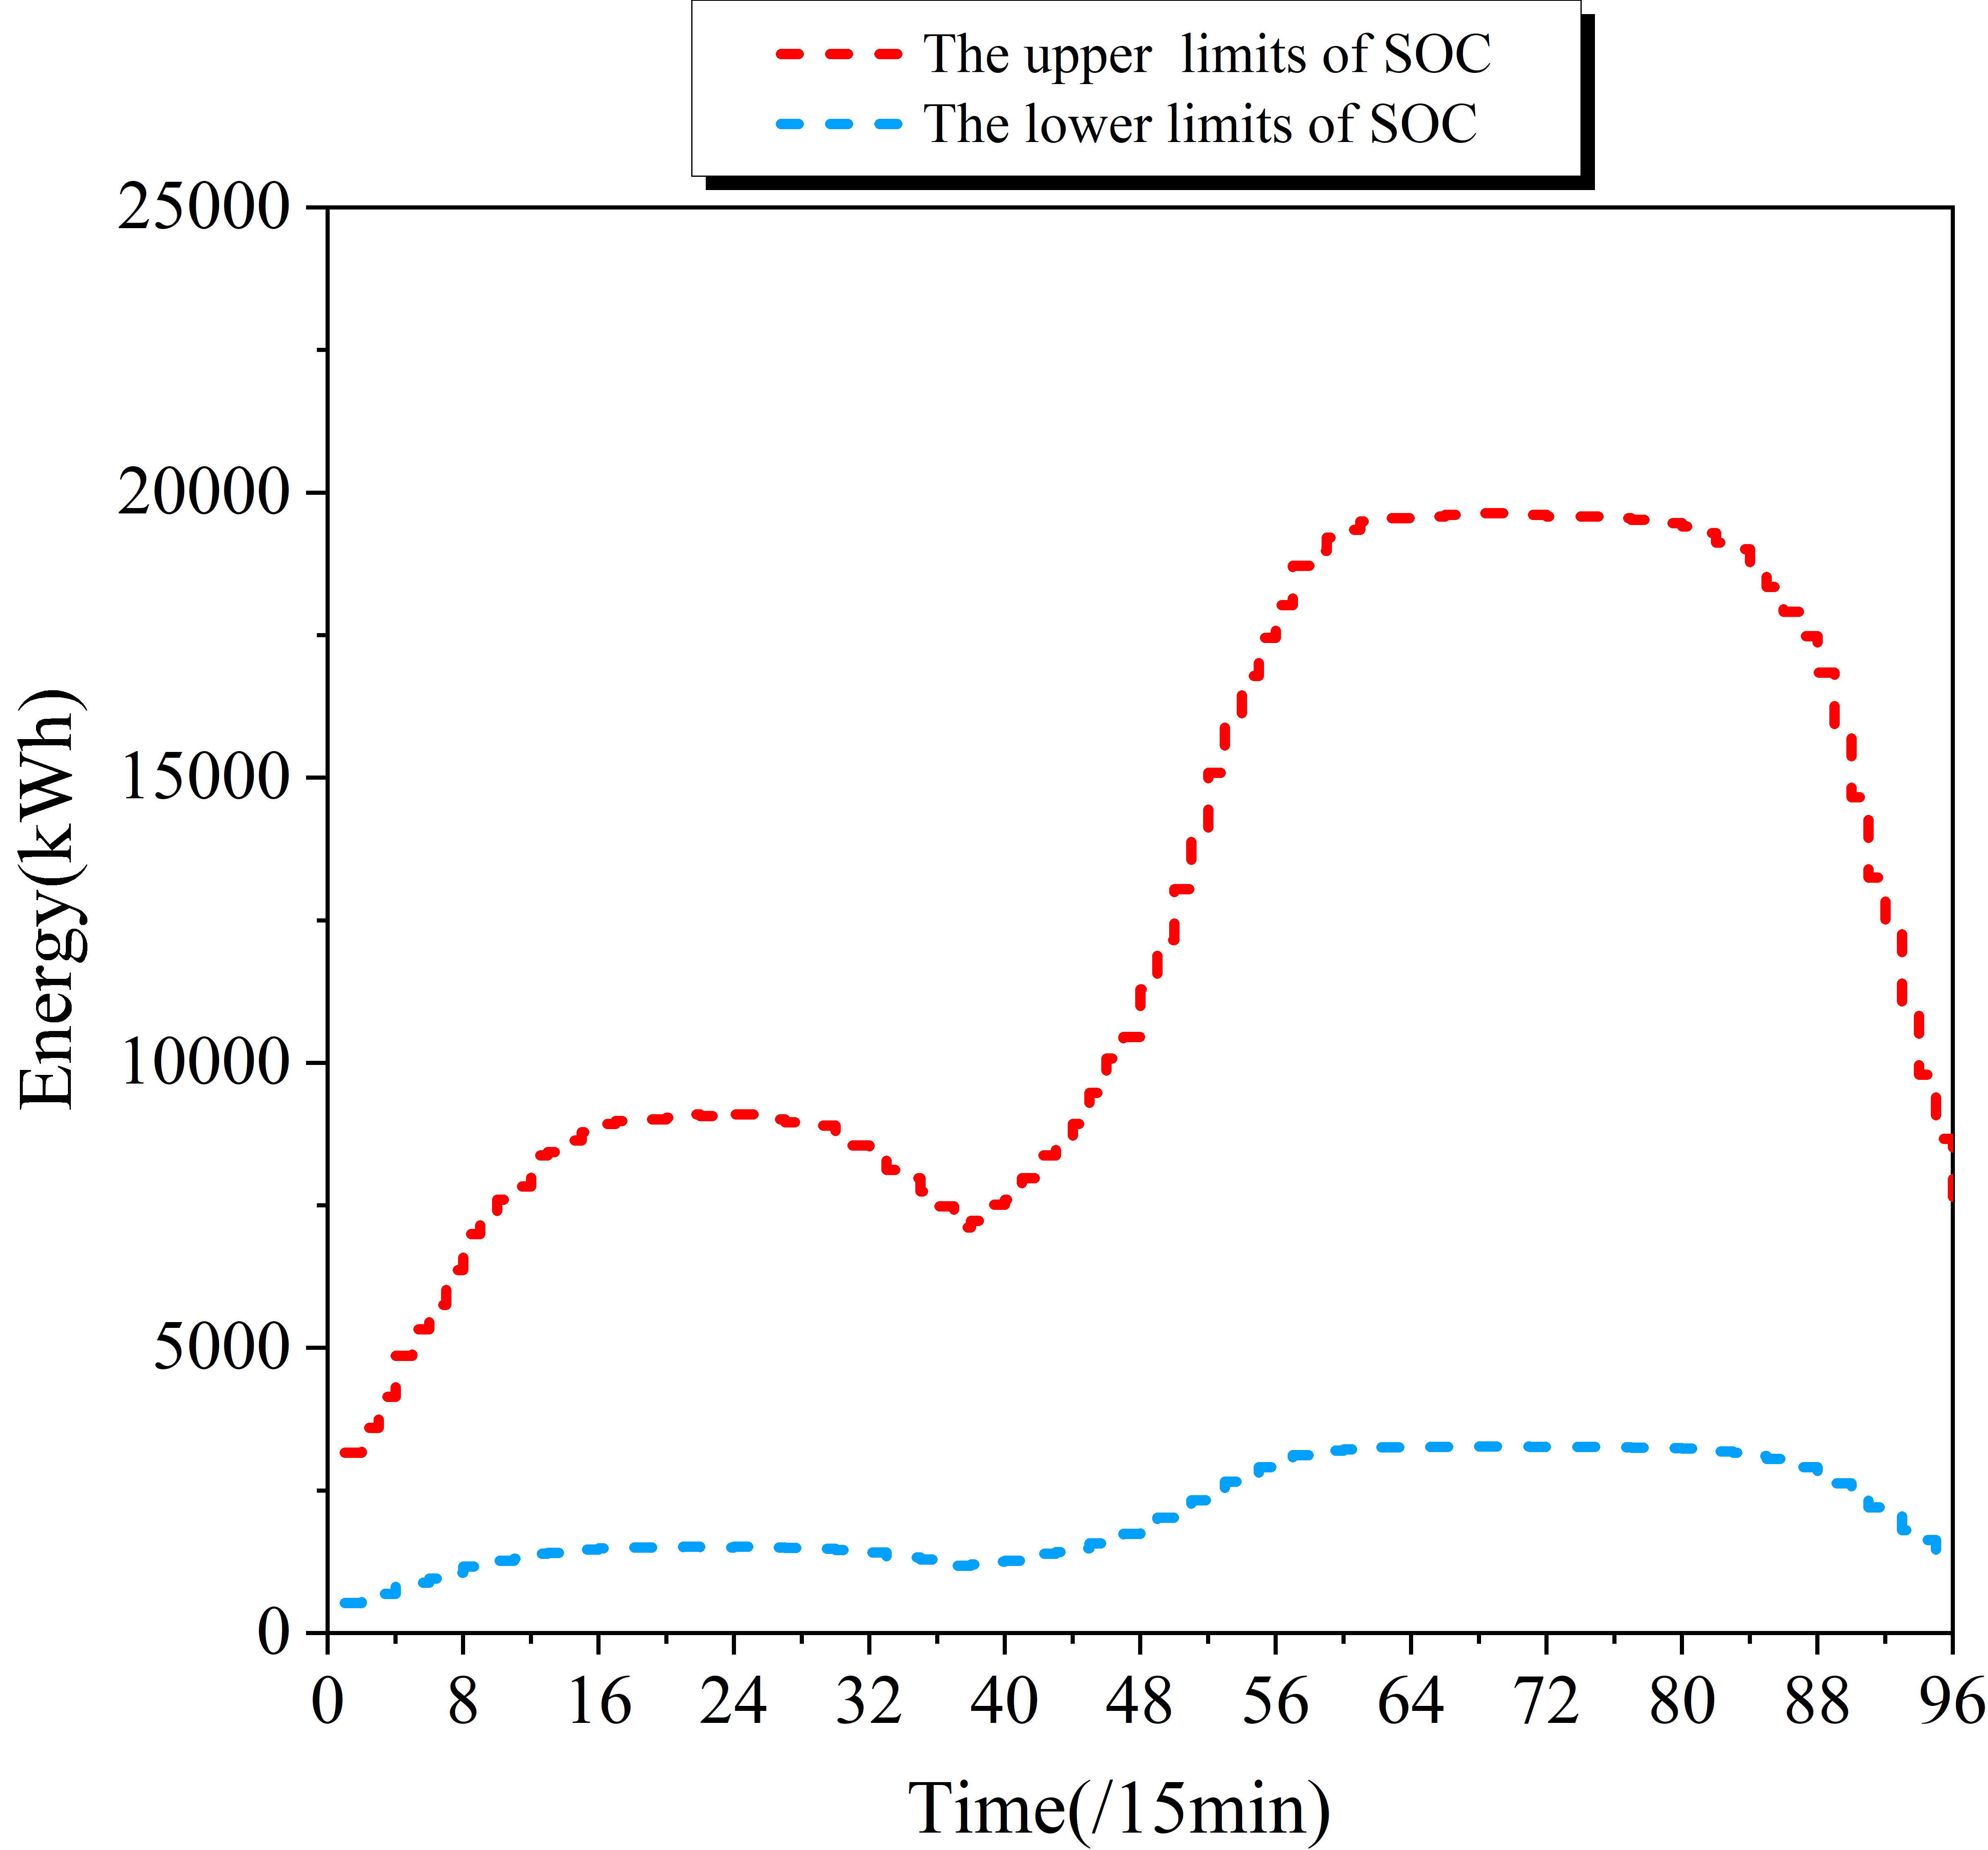 The upper limits of SOC
The lower limits of SOC
25000
20000
15000
10000
5000
0
Energy(kWh)
0 8 16 24 32 40 48 56 64 72 80 88 96
Time(/15min)